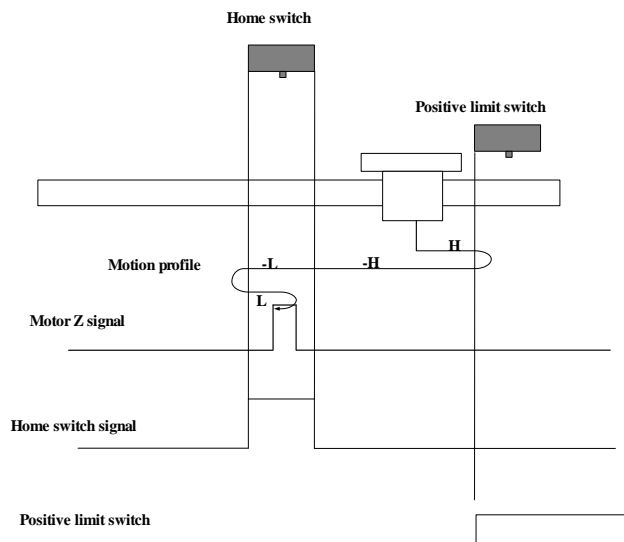 Home switch
Positive limit switch
H
-L
-H
Motion profile
L
Motor Z signal
Home switch signal
Positive limit switch